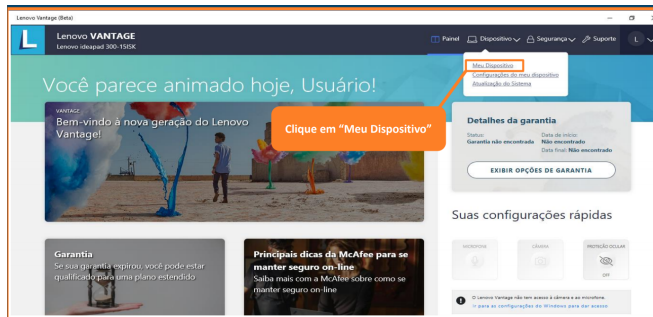 Lenovo Vantage (Beta)
Lenovo VANTAGE
Lenovo ideapad 300-15ISK
Painel Dispositivo Segurança Suporte L
Meu Dispositivo
Configurações do meu dispositivo
Atualização do Sistema
Você parece animado hoje, Usuário!
VANTAGE
Bem-vindo à nova geração do Lenovo
Vantage!
Clique em “Meu Dispositivo”
Detalhes da garantia
Status: Data de início:
Garantia não encontrada Não encontrado
Data final: Não encontrado
EXIBIR OPÇÕES DE GARANTIA
Suas configurações rápidas
MICROFONE CÂMARA PROTEÇÃO OCULAR
OFF
O Lenovo Vantage não tem acesso à câmera e ao microfone.
Ir para as configurações do Windows para dar acesso
Garantia
Se sua garantia expirou, você pode estar
qualificado para uma plano estendido
Principais dicas da McAfee para se
manter seguro on-line
Saiba mais com a McAfee sobre como se
manter seguro on-line